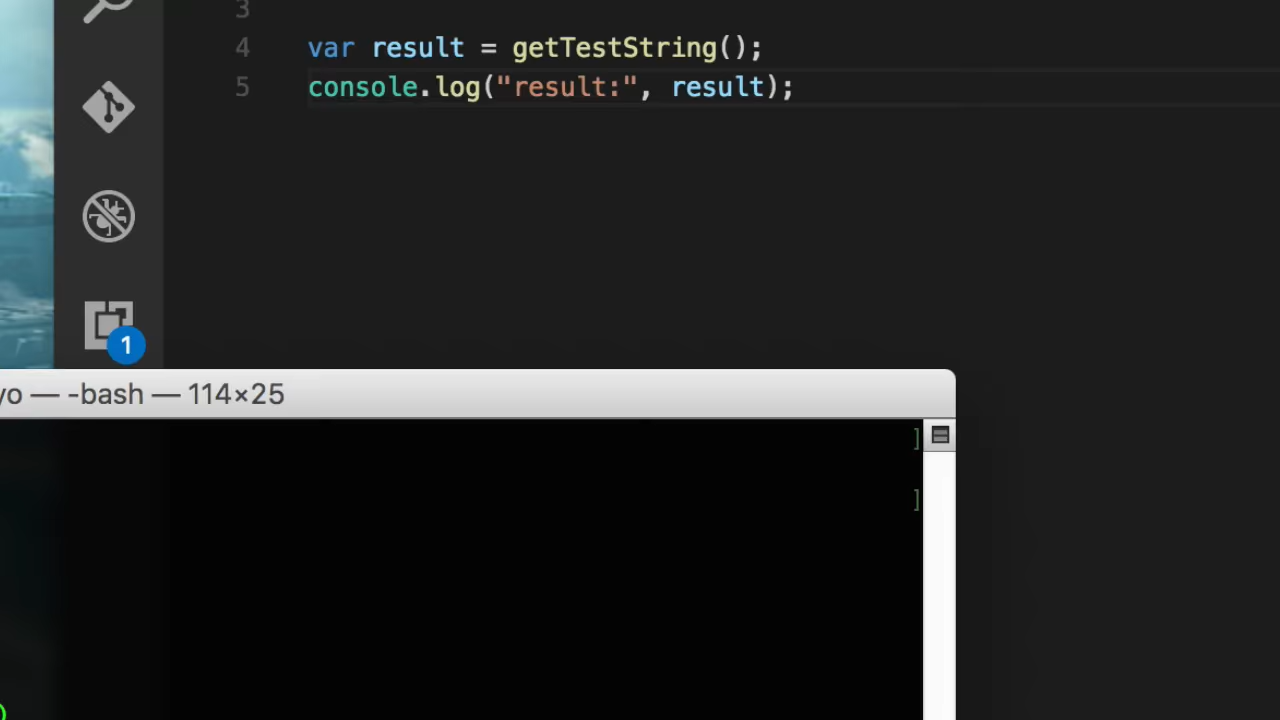 3
4 var result = getTestString();
5 console.log("result:", result);
1
yo — -bash — 114×25
]
]